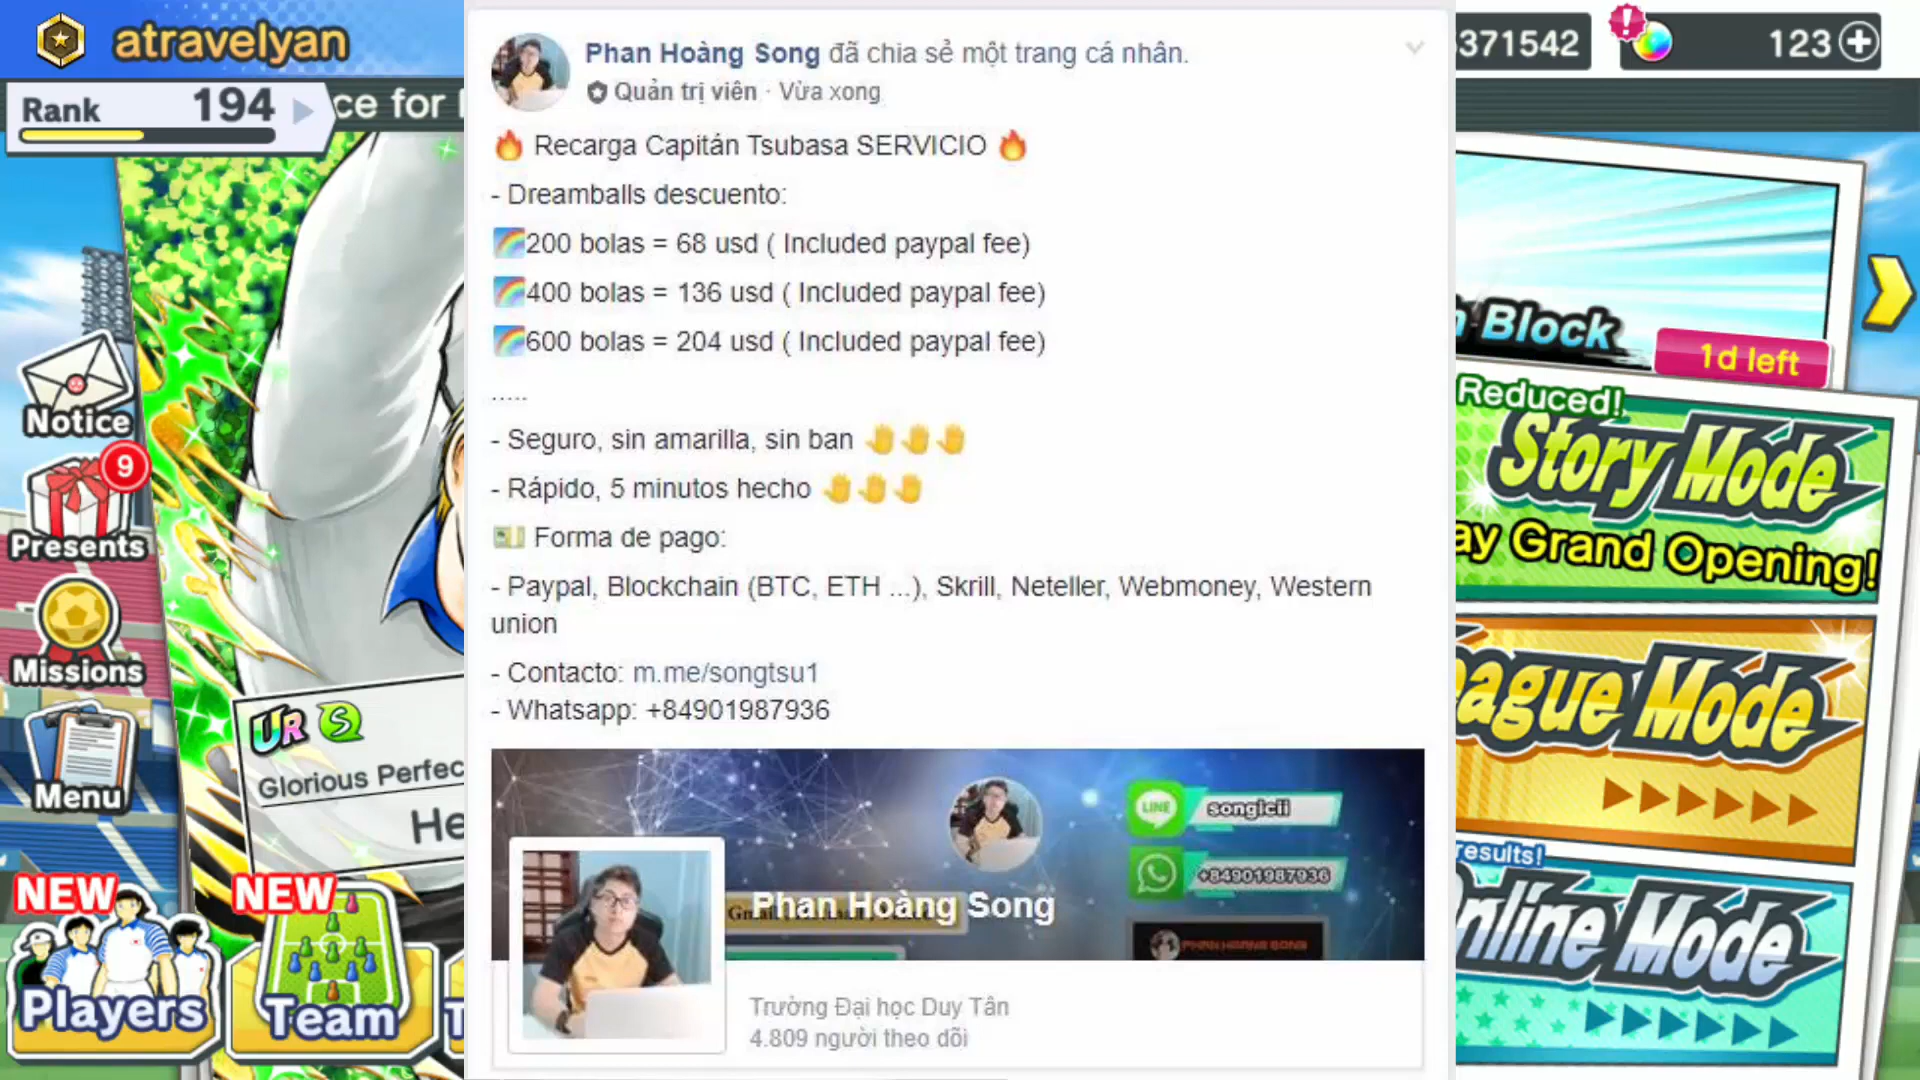 atravelyan
Rank 194
ce for
371542
123
Phan Hoàng Song đã chia sẻ một trang cá nhân.
Quản trị viên · Vừa xong
🔥 Recarga Capitán Tsubasa SERVICIO 🔥
- Dreamballs descuento:
🌈200 bolas = 68 usd ( Included paypal fee)
🌈400 bolas = 136 usd ( Included paypal fee)
🌈600 bolas = 204 usd ( Included paypal fee)
.....
- Seguro, sin amarilla, sin ban 🤚🤚🤚
- Rápido, 5 minutos hecho 🤚🤚🤚
💵 Forma de pago:
- Paypal, Blockchain (BTC, ETH ...), Skrill, Neteller, Webmoney, Western
union
- Contacto: m.me/songtsu1
- Whatsapp: +84901987936
LINE songicii
+84901987936
Phan Hoàng Song
PHAN HOANG SONG
Trường Đại học Duy Tân
4.809 người theo dõi
Notice
9
Presents
Missions
Menu
UR S
Glorious Perfec
He
NEW
Players
NEW
Team
T
n Block
1d left
Reduced!
Story Mode
ay Grand Opening!
eague Mode
results!
nline Mode